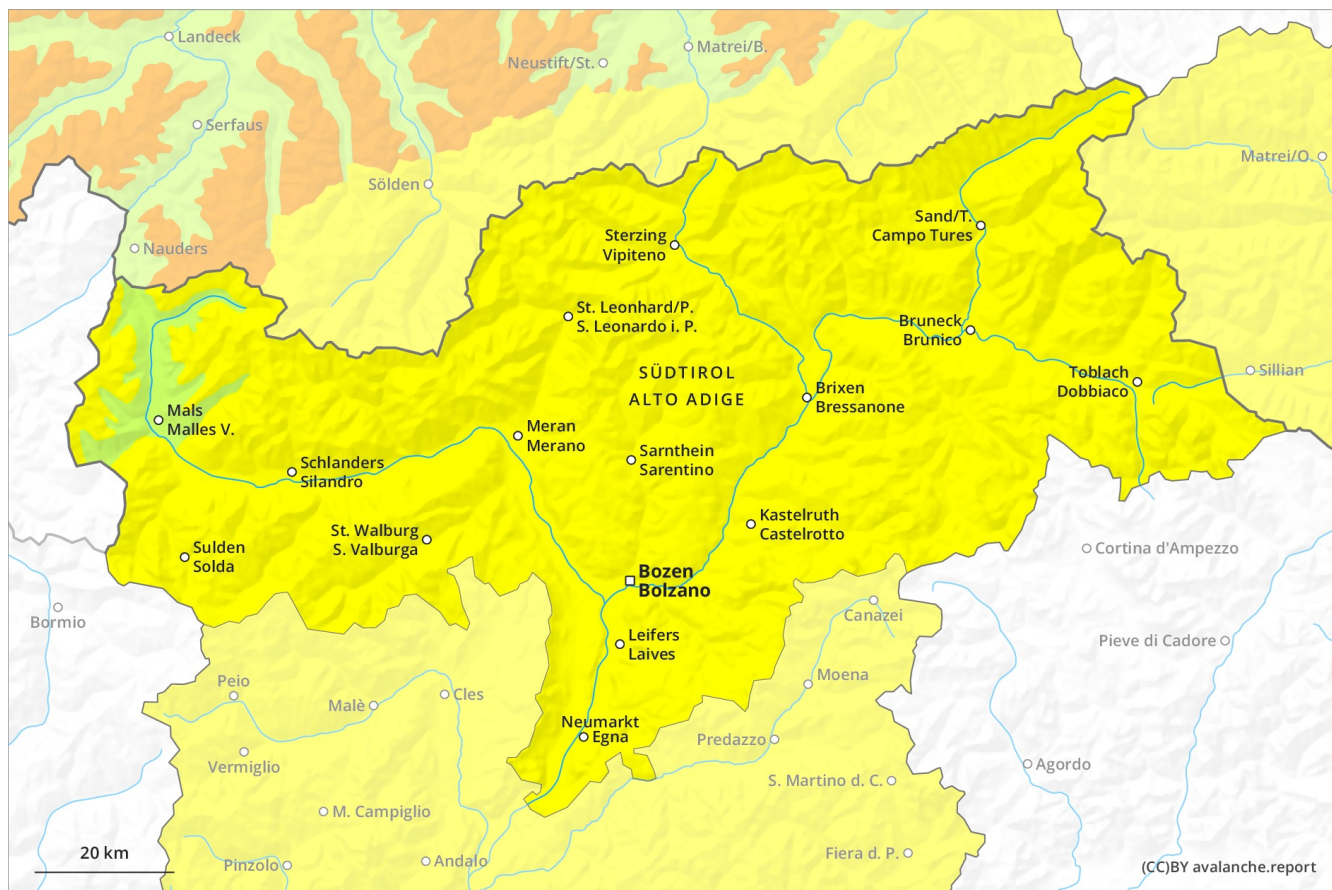 Landeck
Matrei/B.
Neustift/St.
Serfaus
Matrei/O.
Sölden
Sand/T.
Campo Tures
Sterzing
Vipiteno
Nauders
St. Leonhard/P.
S. Leonardo i. P.
Bruneck
Brunico
SÜDTIROL
ALTO ADIGE
Toblach
Dobbiaco
Sillian
Brixen
Bressanone
Mals
Malles V.
Meran
Merano
Sarnthein
Sarentino
Schlanders
Silandro
Kastelruth
Castelrotto
St. Walburg
S. Valburga
Sulden
Solda
Cortina d'Ampezzo
Bozen
Bolzano
Bormio
Canazei
Leifers
Laives
Pieve di Cadore
Moena
Peio
Cles
Malè
Neumarkt
Egna
Predazzo
Vermiglio
Agordo
S. Martino d. C.
M. Campiglio
20 km
Andalo
Fiera d. P.
Pinzolo
(CC)BY avalanche.report